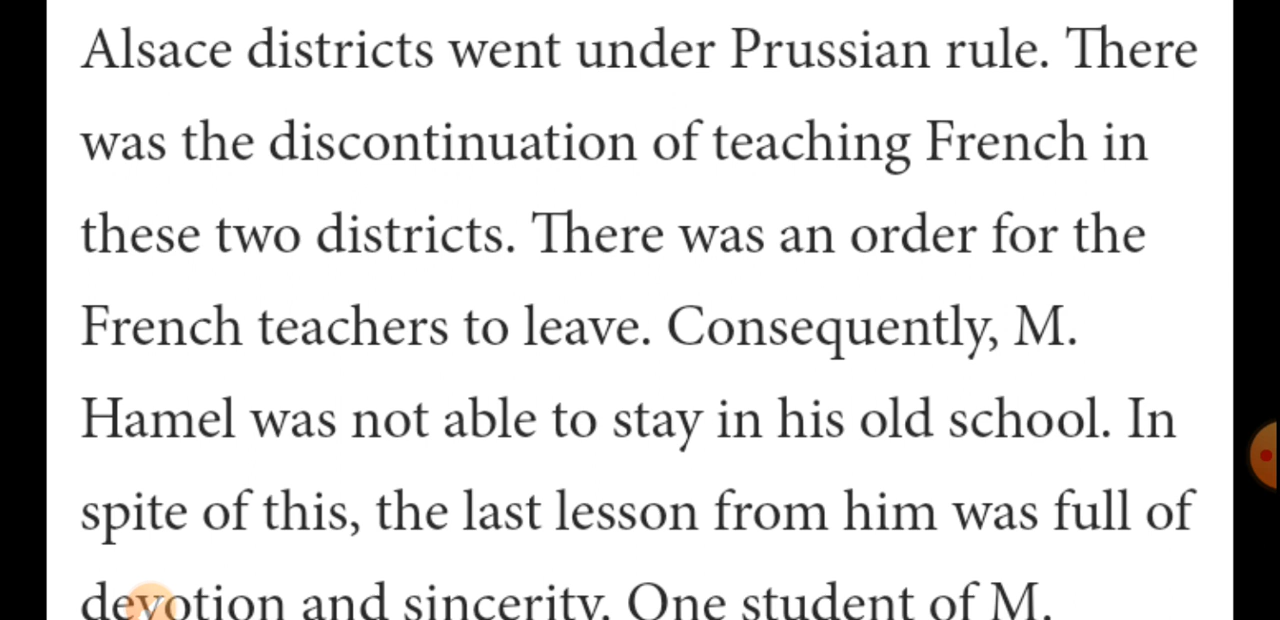 Alsace districts went under Prussian rule. There
was the discontinuation of teaching French in
these two districts. There was an order for the
French teachers to leave. Consequently, M.
Hamel was not able to stay in his old school. In
spite of this, the last lesson from him was full of
devotion and sincerity. One student of M.